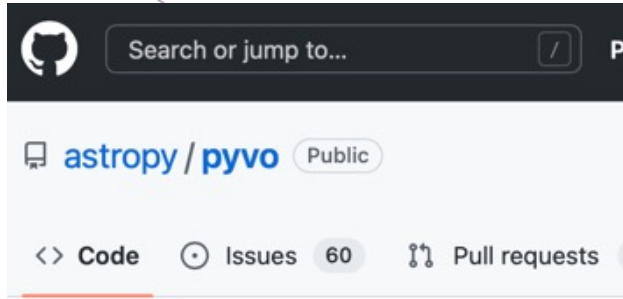 Search or jump to... / P
astropy / pyvo Public
<> Code Issues 60 Pull requests